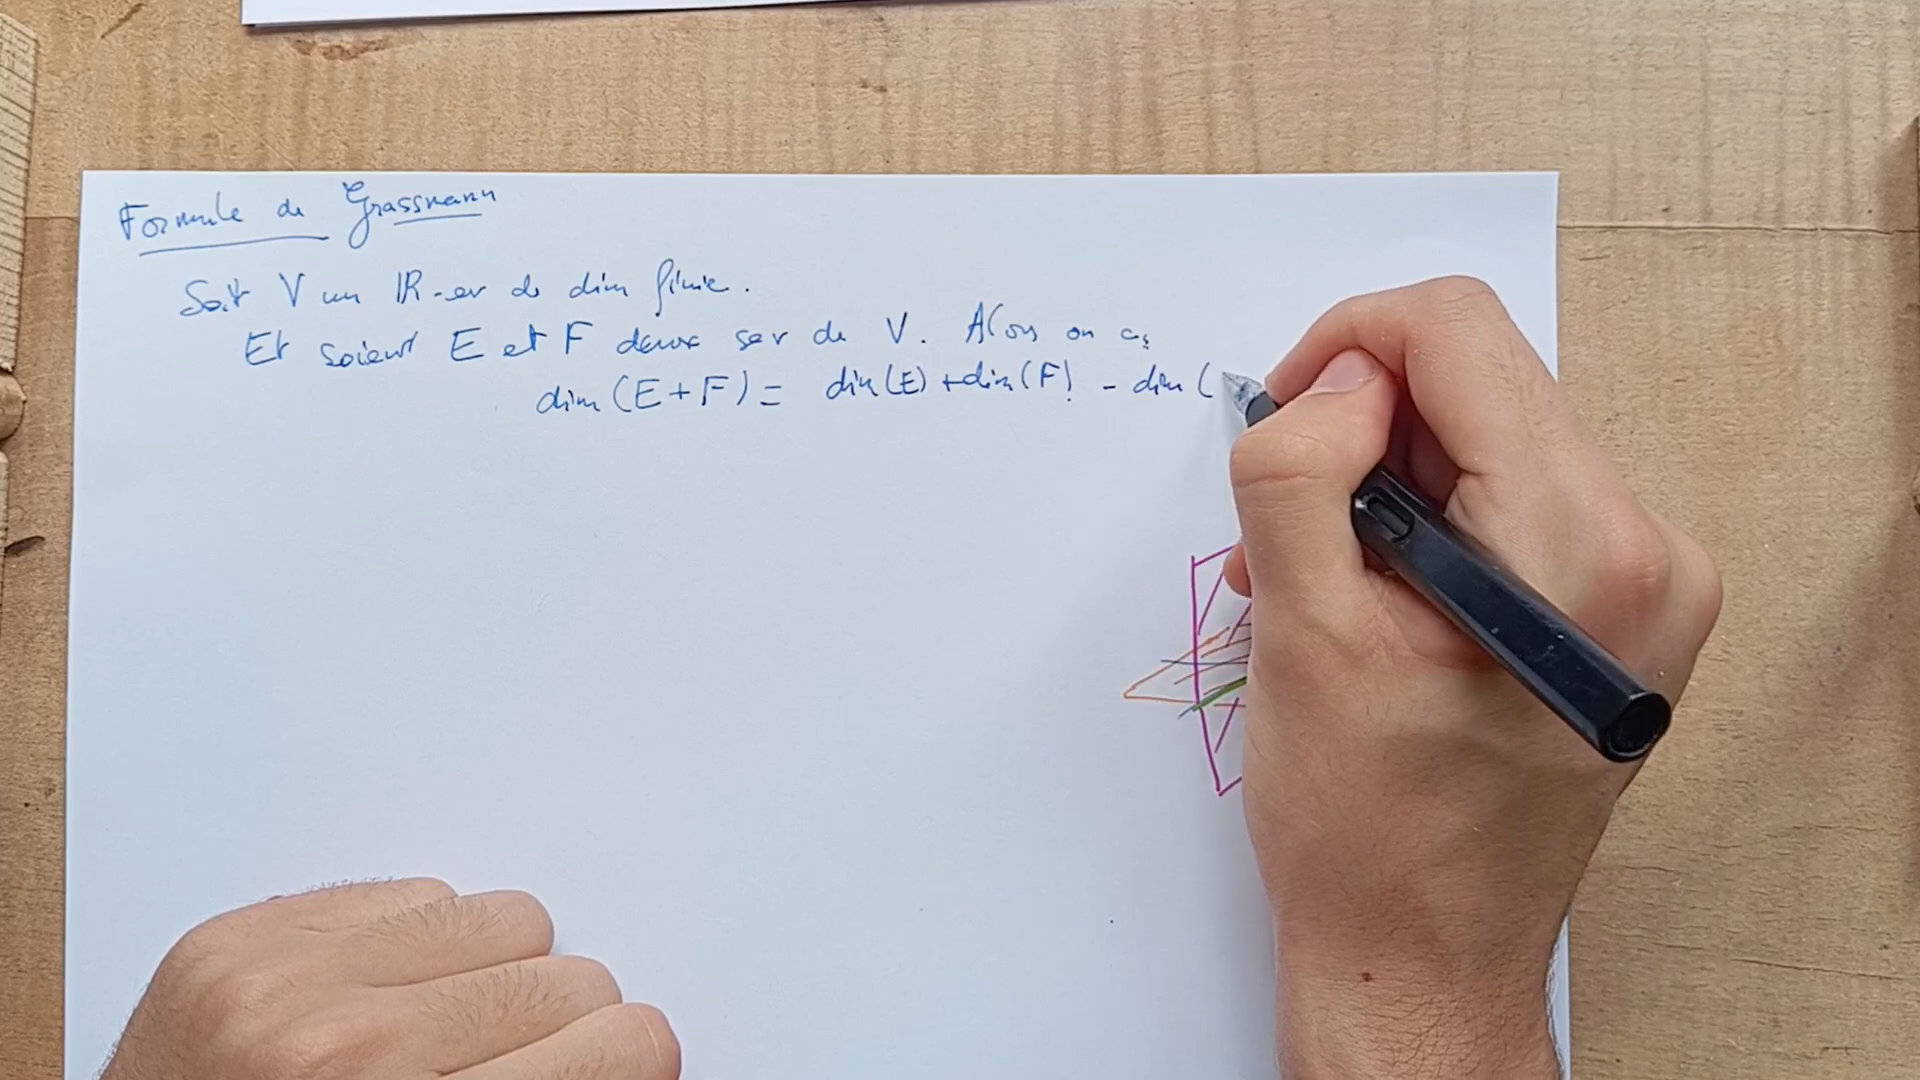 Formule de Grassmann
Soit V un IR-ev de dim finie.
Et soient E et F deux sev de V. Alors on a :
dim (E+F) = dim(E) + dim(F) - dim (